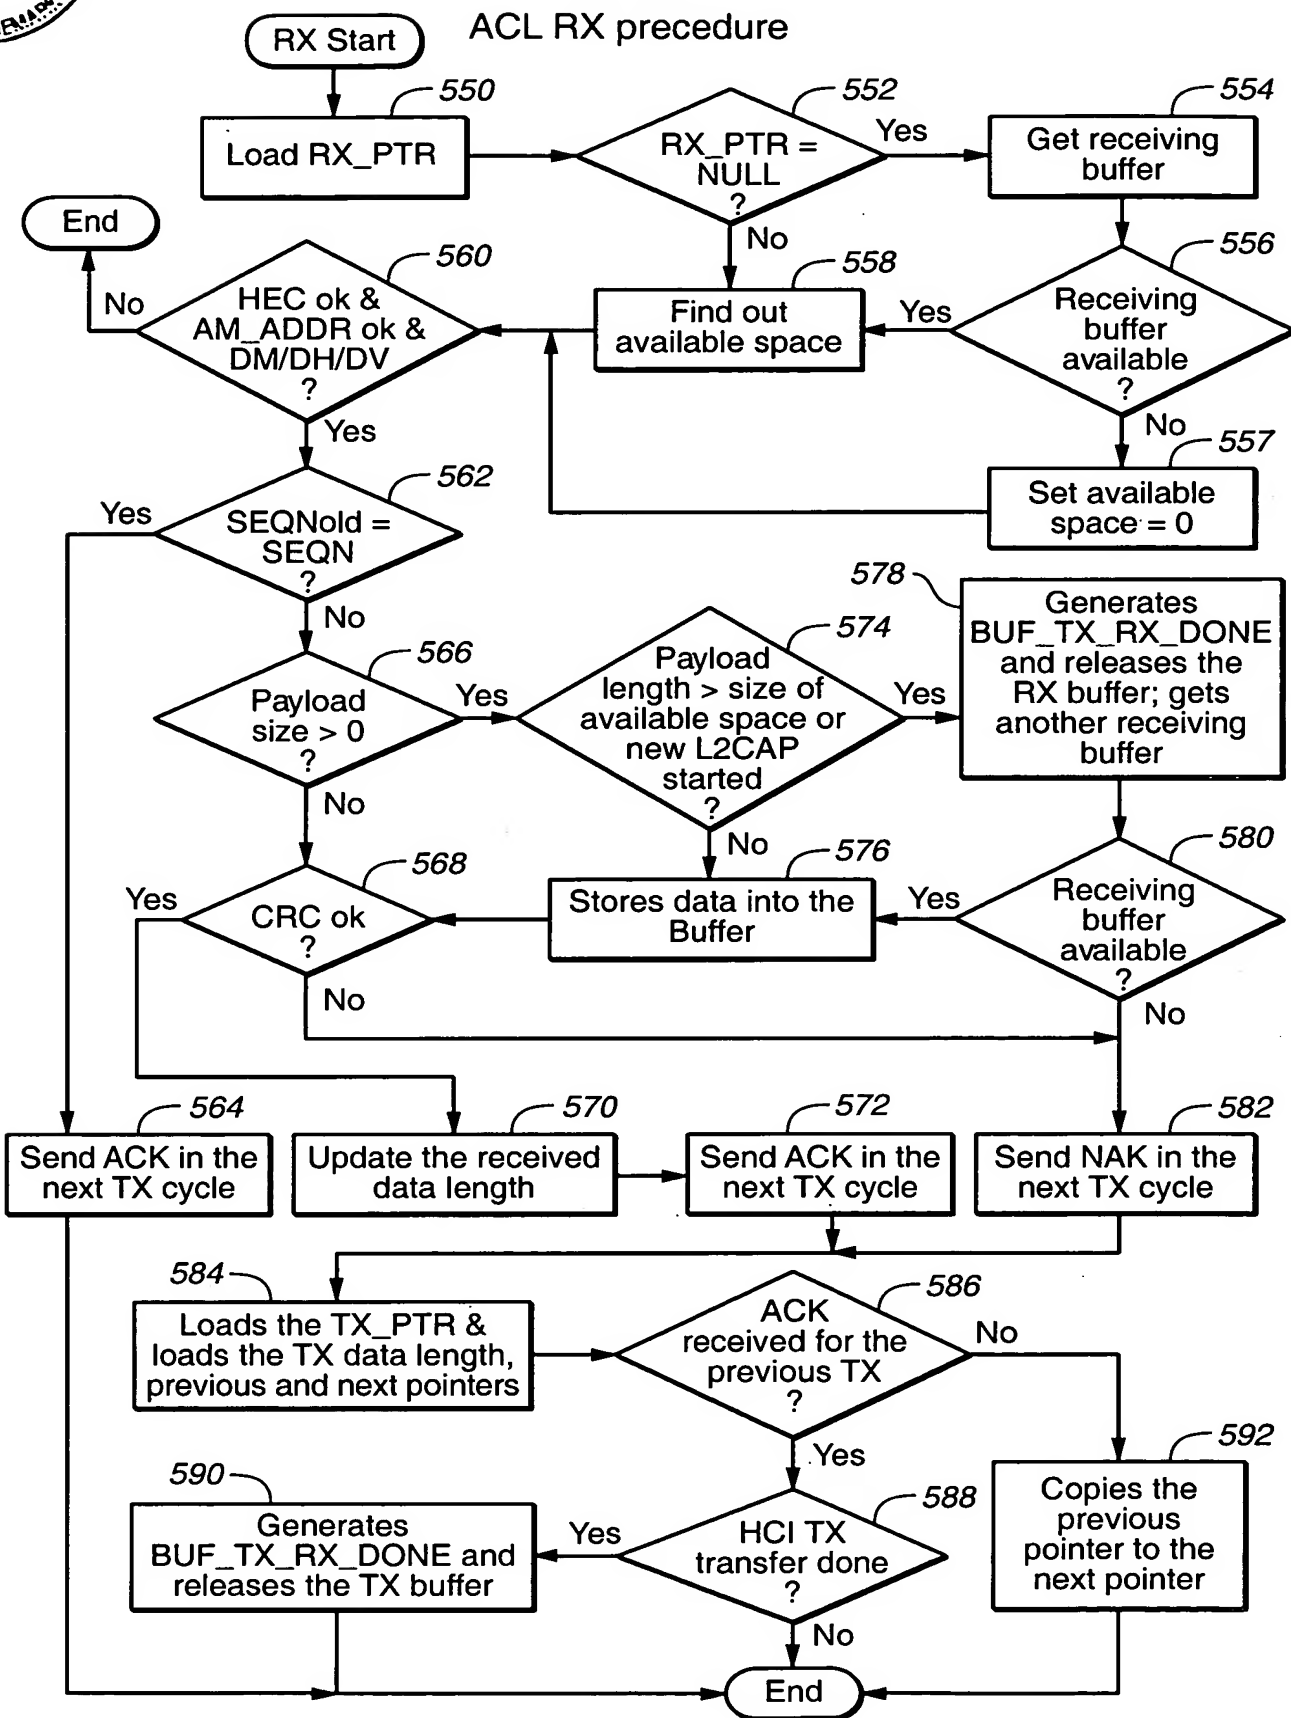 ACL RX precedure
RX Start
550
Load RX_PTR
552
RX_PTR =
NULL
?
Yes
No
554
Get receiving
buffer
556
Receiving
buffer
available
?
Yes
No
557
Set available
space = 0
558
Find out
available space
End
560
HEC ok &
AM_ADDR ok &
DM/DH/DV
?
No
Yes
562
SEQNold =
SEQN
?
Yes
No
566
Payload
size > 0
?
Yes
No
574
Payload
length > size of
available space or
new L2CAP
started
?
Yes
No
578
Generates
BUF_TX_RX_DONE
and releases the
RX buffer; gets
another receiving
buffer
580
Receiving
buffer
available
?
Yes
No
576
Stores data into the
Buffer
568
CRC ok
?
Yes
No
564
Send ACK in the
next TX cycle
570
Update the received
data length
572
Send ACK in the
next TX cycle
582
Send NAK in the
next TX cycle
584
Loads the TX_PTR &
loads the TX data length,
previous and next pointers
586
ACK
received for the
previous TX
?
No
Yes
588
HCI TX
transfer done
?
Yes
No
590
Generates
BUF_TX_RX_DONE and
releases the TX buffer
592
Copies the
previous
pointer to the
next pointer
End